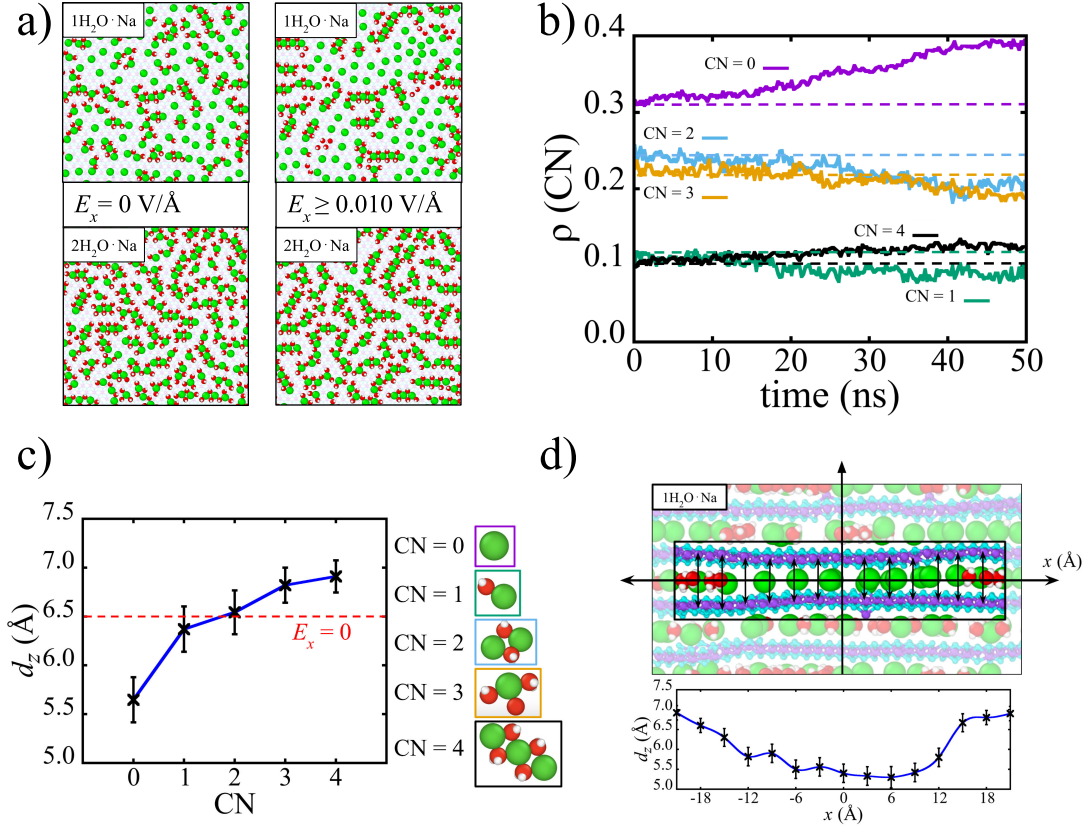 a)
1H₂O·Na
1H₂O·Na
Eₓ= 0 V/Å
Eₓ≥ 0.010 V/Å
2H₂O·Na
2H₂O·Na
b)
0.4
0.3
0.2
0.1
0.0
ρ (CN)
CN = 0
CN = 2
CN = 3
CN = 4
CN = 1
0
10
20
30
40
50
time (ns)
c)
7.5
7.0
6.5
6.0
5.5
5.0
d_z (Å)
Eₓ = 0
0
1
2
3
4
CN
CN = 0
CN = 1
CN = 2
CN = 3
CN = 4
d)
1H₂O·Na
x (Å)
7.5
7.0
6.5
6.0
5.5
5.0
d_z (Å)
-18
-12
-6
0
6
12
18
x (Å)